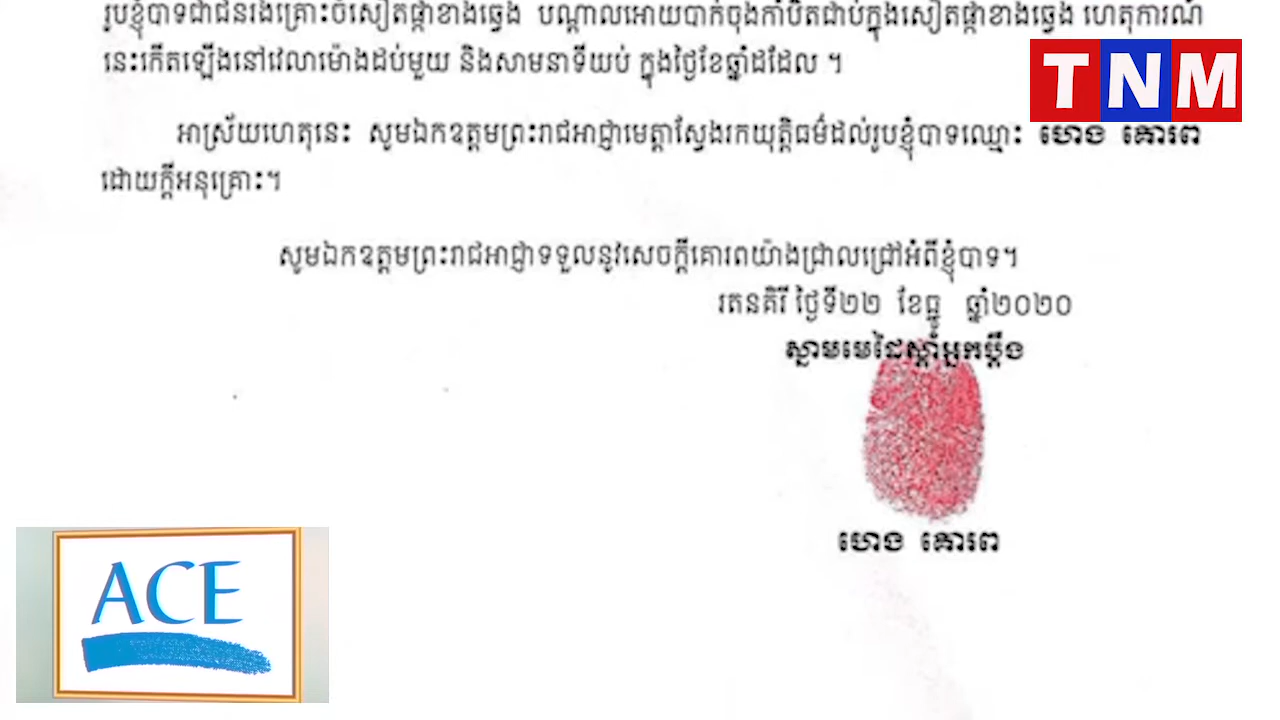 រូបខ្ញុំបាទជាជនរងគ្រោះចំសៀតផ្កាខាងឆ្វេង បណ្ដាលអោយបាក់ចុងកាំបិតជាប់ក្នុងសៀតផ្កាខាងឆ្វេង ហេតុការណ៍
នេះកើតឡើងនៅវេលាម៉ោងដប់មួយ និងសាមនាទីយប់ ក្នុងថ្ងៃខែឆ្នាំដដែល ។
TNM
អាស្រ័យហេតុនេះ សូមឯកឧត្ដមព្រះរាជអាជ្ញាមេត្តាស្វែងរកយុត្តិធម៌ដល់រូបខ្ញុំបាទឈ្មោះ ហេង គោរព
ដោយក្ដីអនុគ្រោះ។
សូមឯកឧត្ដមព្រះរាជអាជ្ញាទទួលនូវសេចក្ដីគោរពយ៉ាងជ្រាលជ្រៅអំពីខ្ញុំបាទ។
រតនគិរី ថ្ងៃទី២២ ខែធ្នូ ឆ្នាំ២០២០
ស្នាមមេដៃស្ដាំអ្នកប្ដឹង
ហេង គោរព
ACE